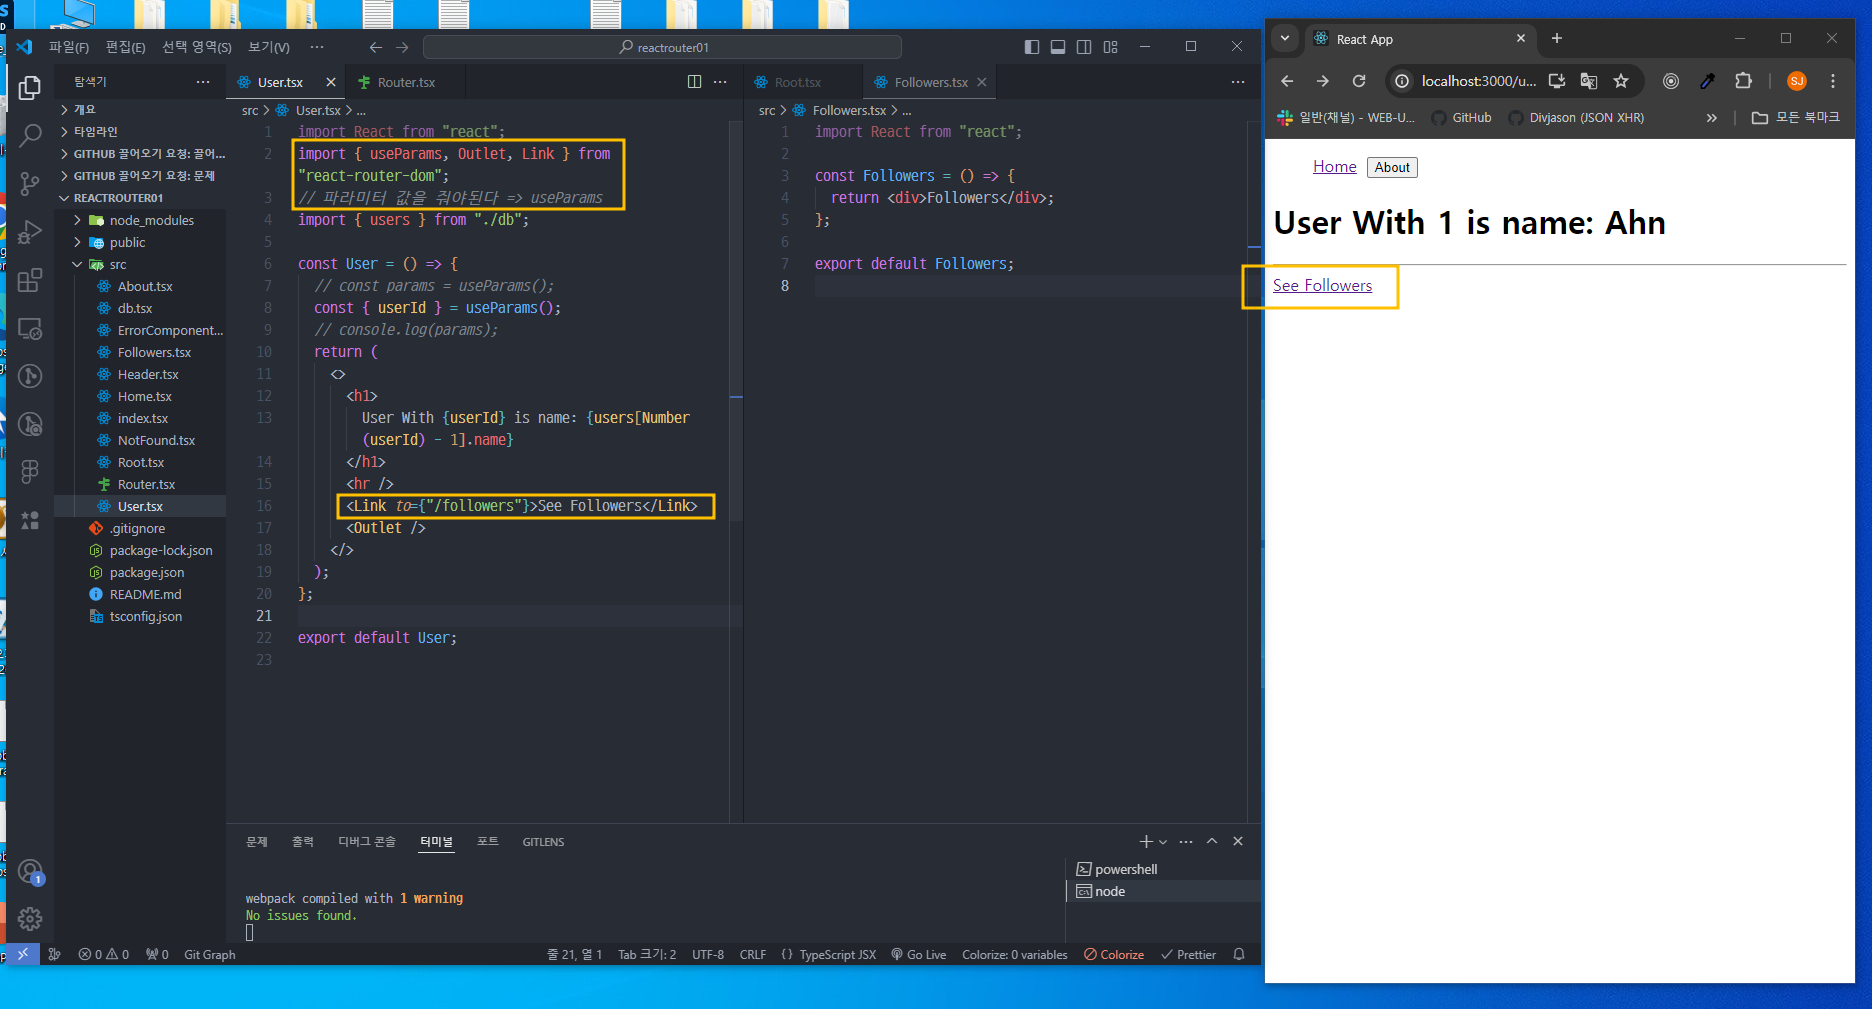 파일(F) 편집(E) 선택 영역(S) 보기(V) ··· reactrouter01
탐색기 ···
개요
타임라인
GITHUB 끌어오기 요청: 끌어...
GITHUB 끌어오기 요청: 문제
REACTROUTER01
node_modules
public
src
About.tsx
db.tsx
ErrorComponent...
Followers.tsx
Header.tsx
Home.tsx
index.tsx
NotFound.tsx
Root.tsx
Router.tsx
User.tsx
.gitignore
package-lock.json
package.json
README.md
tsconfig.json
User.tsx Router.tsx
src > User.tsx > ...
1 import React from "react";
2 import { useParams, Outlet, Link } from
"react-router-dom";
3 // 파라미터 값을 줘야된다 => useParams
4 import { users } from "./db";
5
6 const User = () => {
7 // const params = useParams();
8 const { userId } = useParams();
9 // console.log(params);
10 return (
11 <>
12 <h1>
13 User With {userId} is name: {users[Number
(userId) - 1].name}
14 </h1>
15 <hr />
16 <Link to={"/followers"}>See Followers</Link>
17 <Outlet />
18 </>
19 );
20 };
21
22 export default User;
23
Root.tsx Followers.tsx
src > Followers.tsx > ...
1 import React from "react";
2
3 const Followers = () => {
4 return <div>Followers</div>;
5 };
6
7 export default Followers;
8
문제 출력 디버그 콘솔 터미널 포트 GITLENS
webpack compiled with 1 warning
No issues found.
powershell
node
1
0 0 0 Git Graph 줄 21, 열 1 Tab 크기: 2 UTF-8 CRLF {} TypeScript JSX Go Live Colorize: 0 variables Colorize Prettier
React App
localhost:3000/u... SJ
일반(채널) - WEB-U... GitHub Divjason (JSON XHR) » 모든 북마크
Home About
User With 1 is name: Ahn
See Followers